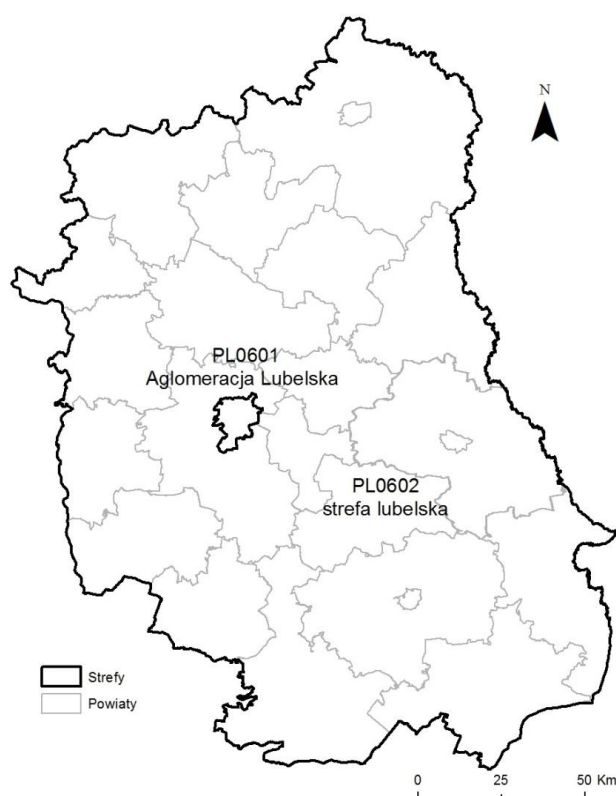 N
PL0601
Aglomeracja Lubelska
PL0602
strefa lubelska
Strefy
Powiaty
0 25 50 Km